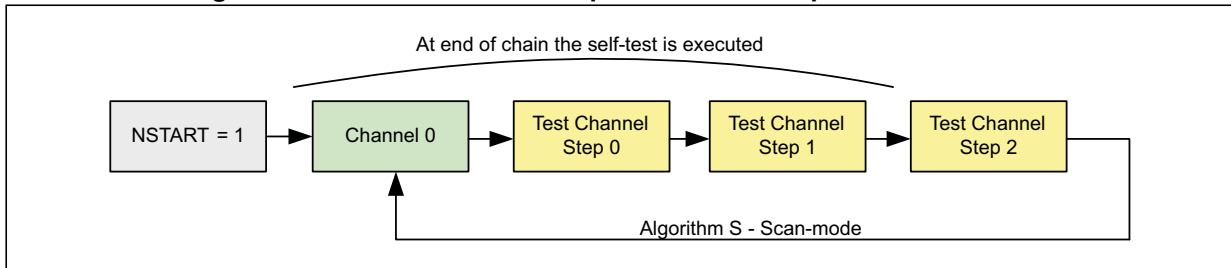 At end of chain the self-test is executed
NSTART = 1
Channel 0
Test Channel
Step 0
Test Channel
Step 1
Test Channel
Step 2
Algorithm S - Scan-mode